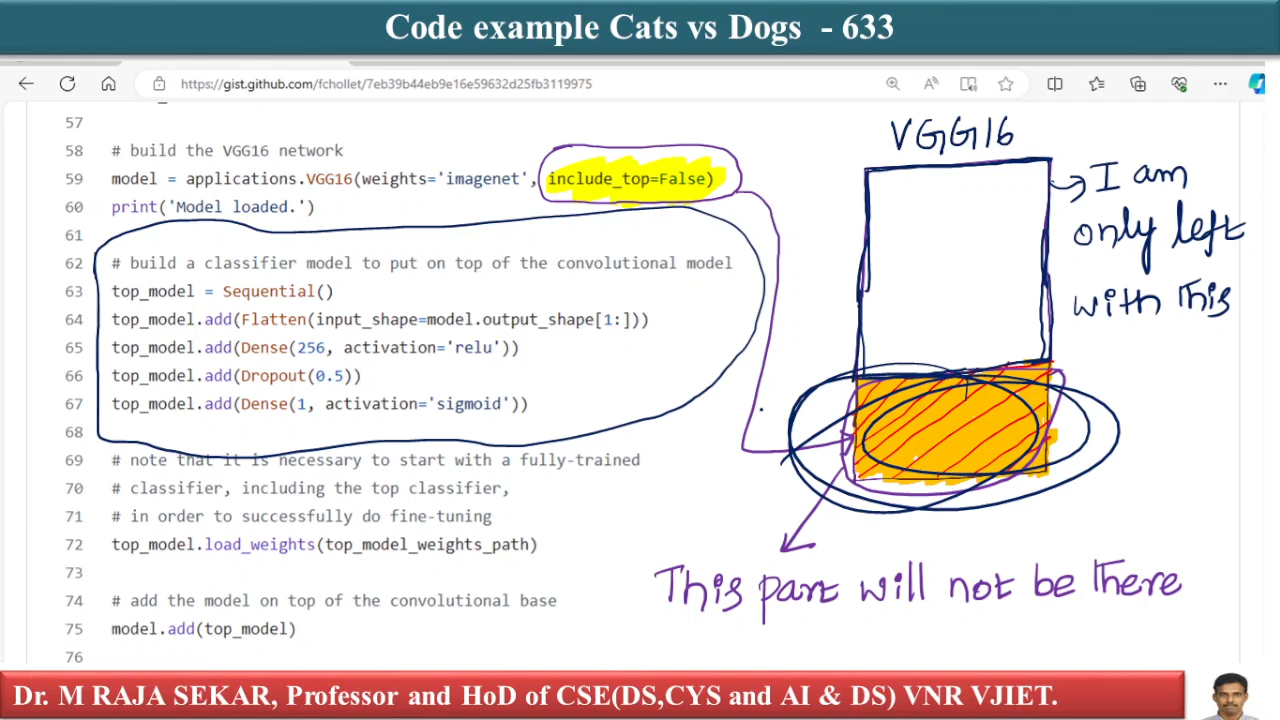 Code example Cats vs Dogs - 633
https://gist.github.com/fchollet/7eb39b44eb9e16e59632d25fb3119975
57
58 # build the VGG16 network
59 model = applications.VGG16(weights='imagenet', include_top=False)
60 print('Model loaded.')
61
62 # build a classifier model to put on top of the convolutional model
63 top_model = Sequential()
64 top_model.add(Flatten(input_shape=model.output_shape[1:]))
65 top_model.add(Dense(256, activation='relu'))
66 top_model.add(Dropout(0.5))
67 top_model.add(Dense(1, activation='sigmoid'))
68
69 # note that it is necessary to start with a fully-trained
70 # classifier, including the top classifier,
71 # in order to successfully do fine-tuning
72 top_model.load_weights(top_model_weights_path)
73
74 # add the model on top of the convolutional base
75 model.add(top_model)
76
VGG16
I am
only left
with this
This part will not be there
Dr. M RAJA SEKAR, Professor and HoD of CSE(DS,CYS and AI & DS) VNR VJIET.